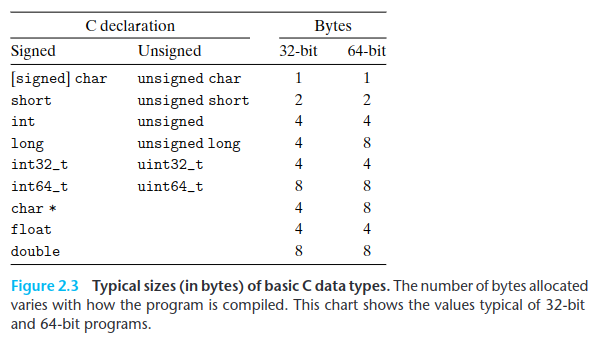 C declaration Bytes
Signed Unsigned 32-bit 64-bit
[signed] char unsigned char 1 1
short unsigned short 2 2
int unsigned 4 4
long unsigned long 4 8
int32_t uint32_t 4 4
int64_t uint64_t 8 8
char * 4 8
float 4 4
double 8 8
Figure 2.3 Typical sizes (in bytes) of basic C data types. The number of bytes allocated
varies with how the program is compiled. This chart shows the values typical of 32-bit
and 64-bit programs.